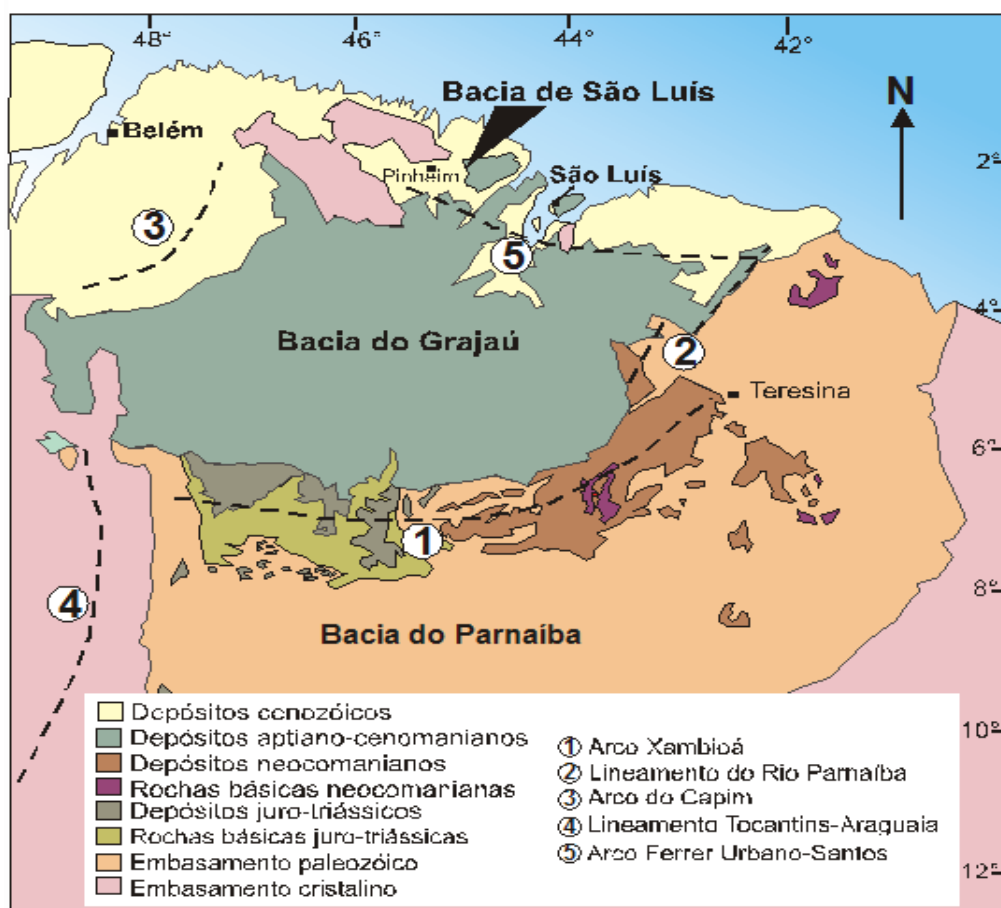 48° 46° 44° 42°
N
Bacia de São Luís
Belém
2°
Pinheim
São Luís
3
5
4°
Bacia do Grajaú
2
Teresina
6°
1
4
8°
Bacia do Parnaíba
Depósitos cenozóicos
Depósitos aptiano-cenomanianos
Depósitos neocomanianos
Rochas básicas neocomarianas
Depósitos juro-triássicos
Rochas básicas juro-triássicas
Embasamento paleozóico
Embasamento cristalino
1 Arco Xambioá
2 Lineamento do Rio Parnaíba
3 Arco do Capim
4 Lineamento Tocantins-Araguaia
5 Arco Ferrer Urbano-Santos
10°
12°